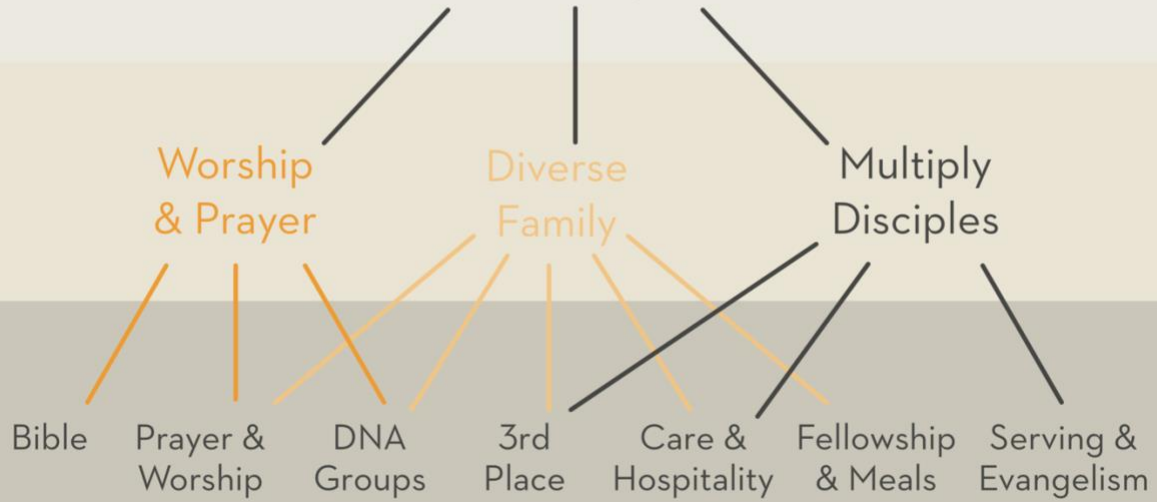 Worship
& Prayer
Diverse
Family
Multiply
Disciples
Bible
Prayer &
Worship
DNA
Groups
3rd
Place
Care &
Hospitality
Fellowship
& Meals
Serving &
Evangelism